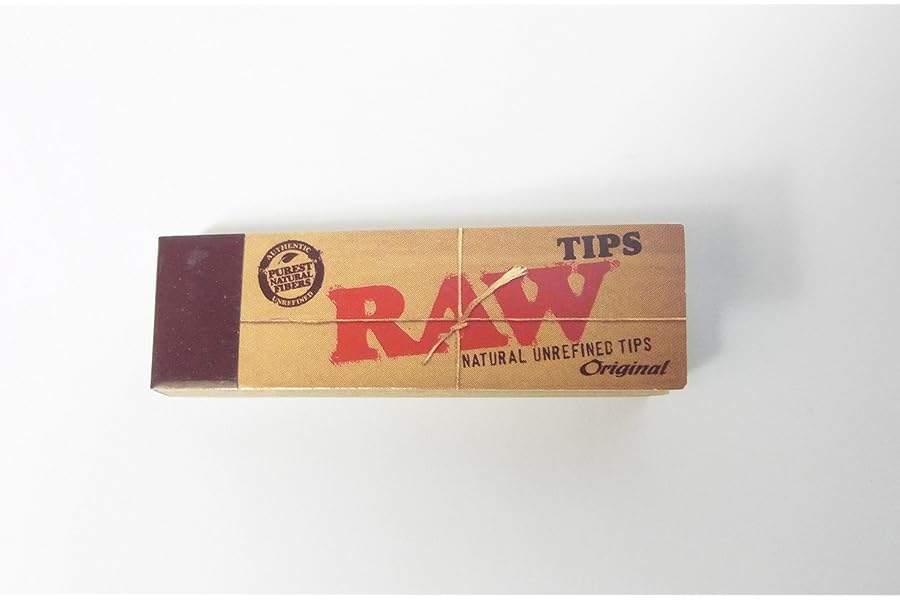 TIPS
AUTHENTIC
PUREST
NATURAL
FIBERS
UNREFINED
RAW
NATURAL UNREFINED TIPS
Original